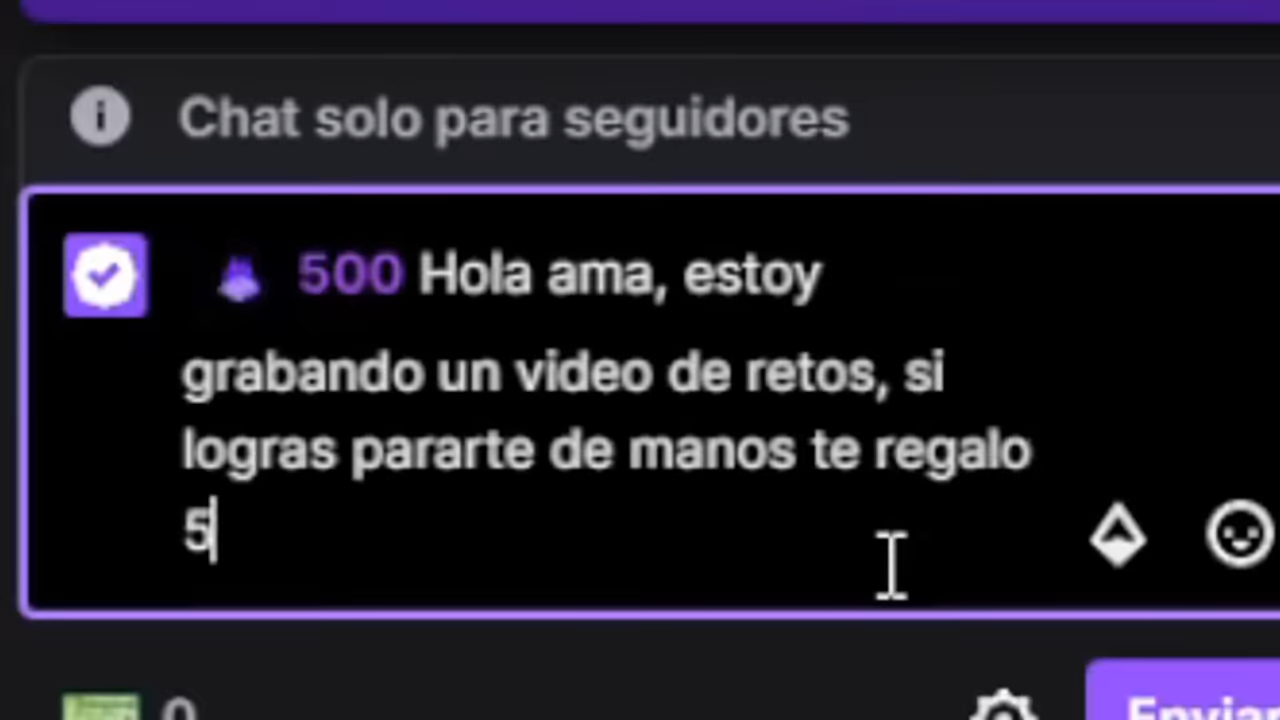 Chat solo para seguidores
500 Hola ama, estoy
grabando un video de retos, si
logras pararte de manos te regalo
5
0
Enviar